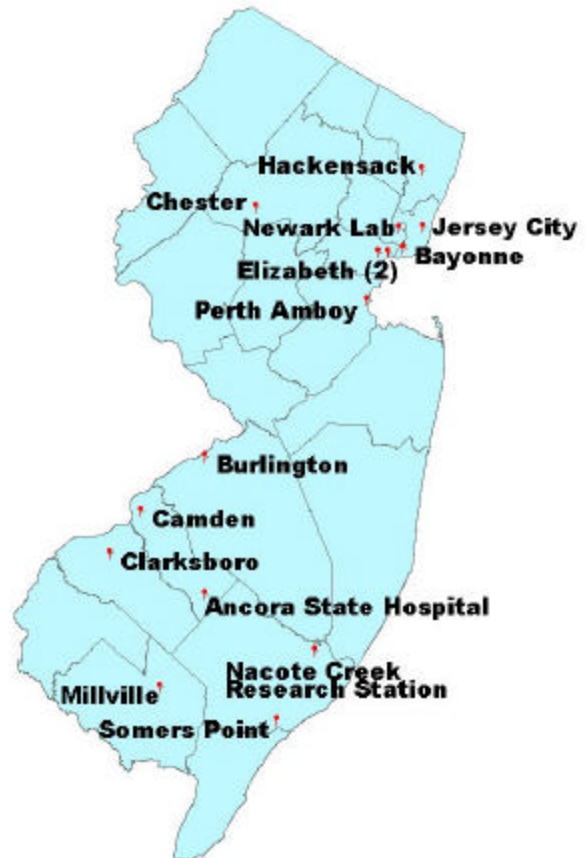 Hackensack
Chester
Newark Lab
Jersey City
Bayonne
Elizabeth (2)
Perth Amboy
Burlington
Camden
Clarksboro
Ancora State Hospital
Nacote Creek
Research Station
Millville
Somers Point